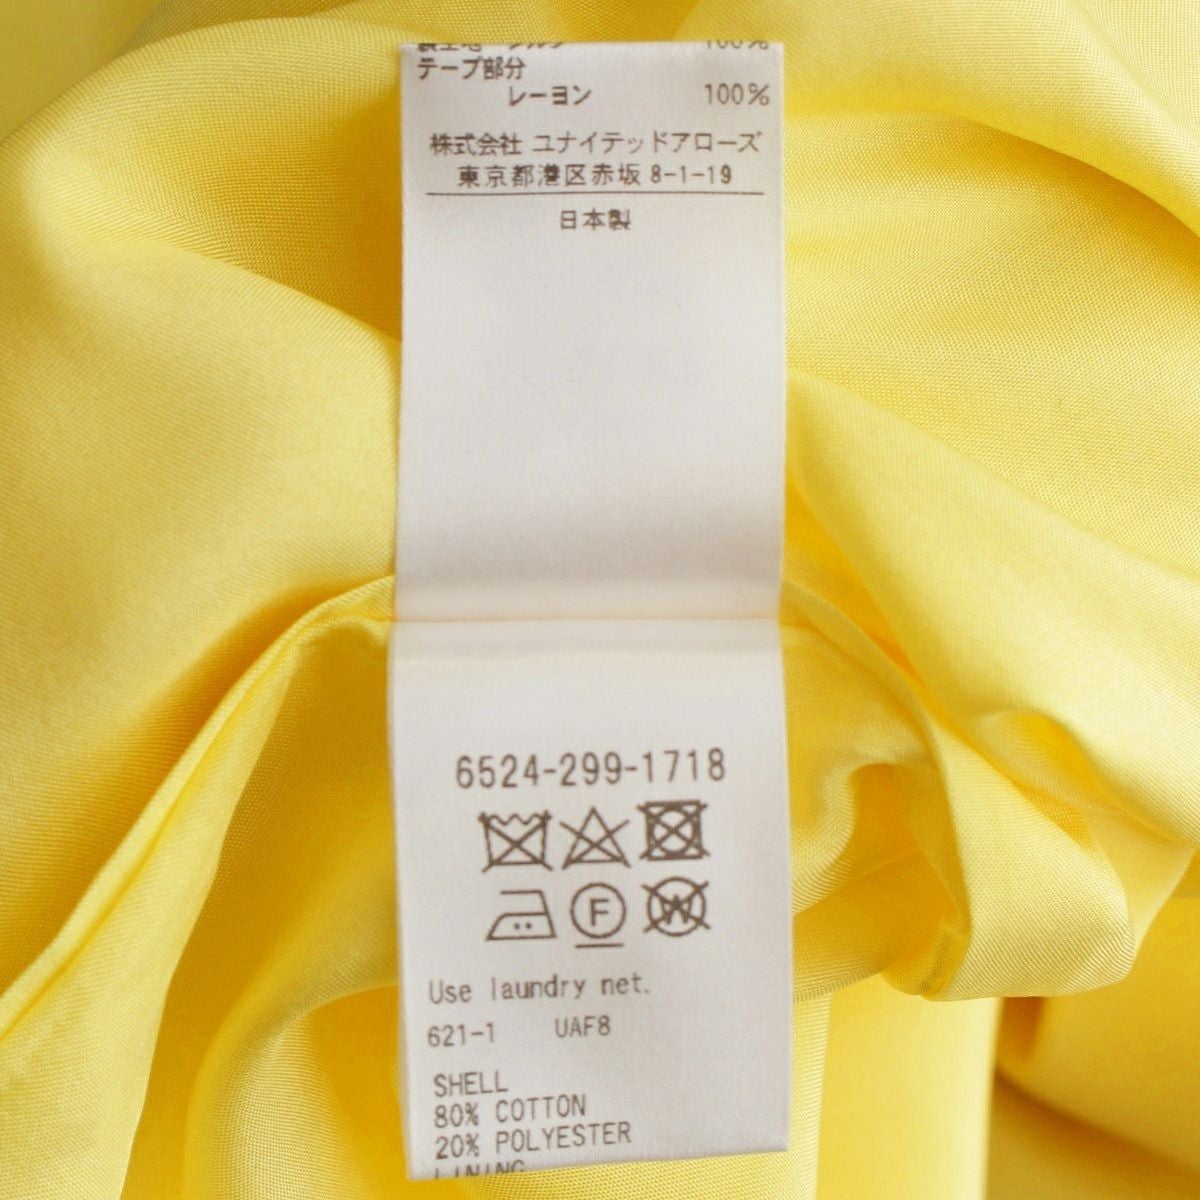 100%
テープ部分
レーヨン 100%
株式会社 ユナイテッドアローズ
東京都港区赤坂 8-1-19
日本製
6524-299-1718
F W
Use laundry net.
621-1 UAF8
SHELL
80% COTTON
20% POLYESTER
LINING